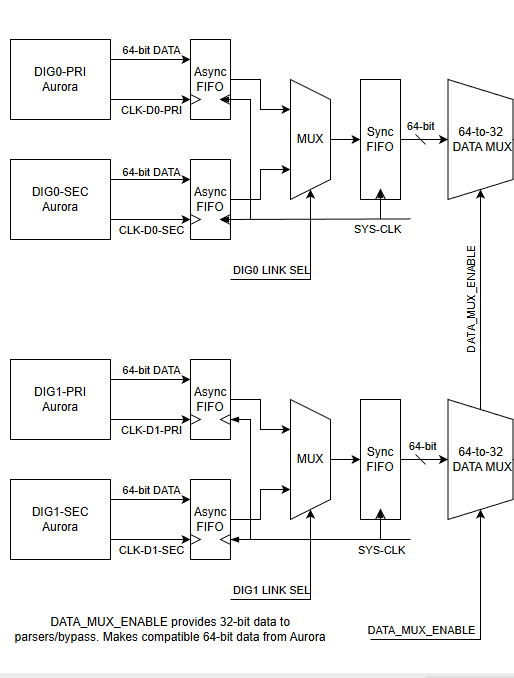 64-bit DATA
DIG0-PRI
Aurora
Async
FIFO
CLK-D0-PRI
MUX
Sync
FIFO
64-bit
64-to-32
DATA MUX
64-bit DATA
DIG0-SEC
Aurora
Async
FIFO
CLK-D0-SEC
SYS-CLK
DIG0 LINK SEL
DATA_MUX_ENABLE
64-bit DATA
DIG1-PRI
Aurora
Async
FIFO
CLK-D1-PRI
MUX
Sync
FIFO
64-bit
64-to-32
DATA MUX
64-bit DATA
DIG1-SEC
Aurora
Async
FIFO
CLK-D1-SEC
SYS-CLK
DIG1 LINK SEL
DATA_MUX_ENABLE provides 32-bit data to
parsers/bypass. Makes compatible 64-bit data from Aurora
DATA_MUX_ENABLE